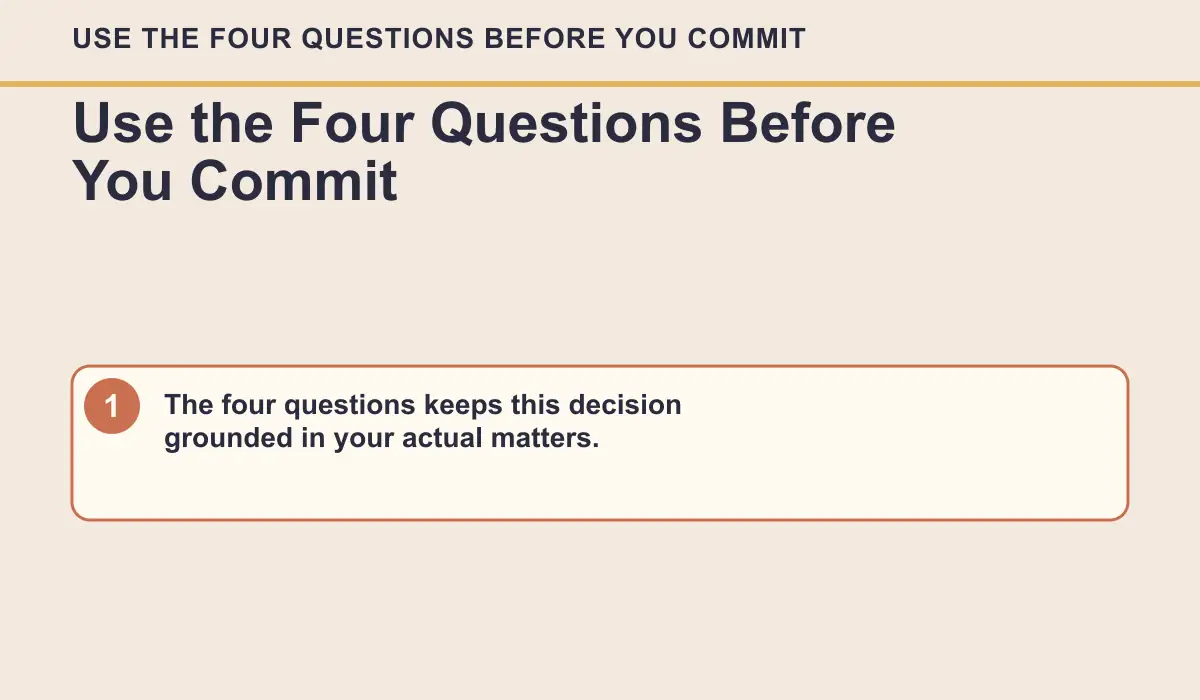 USE THE FOUR QUESTIONS BEFORE YOU COMMIT
Use the Four Questions Before
You Commit
1
The four questions keeps this decision
grounded in your actual matters.